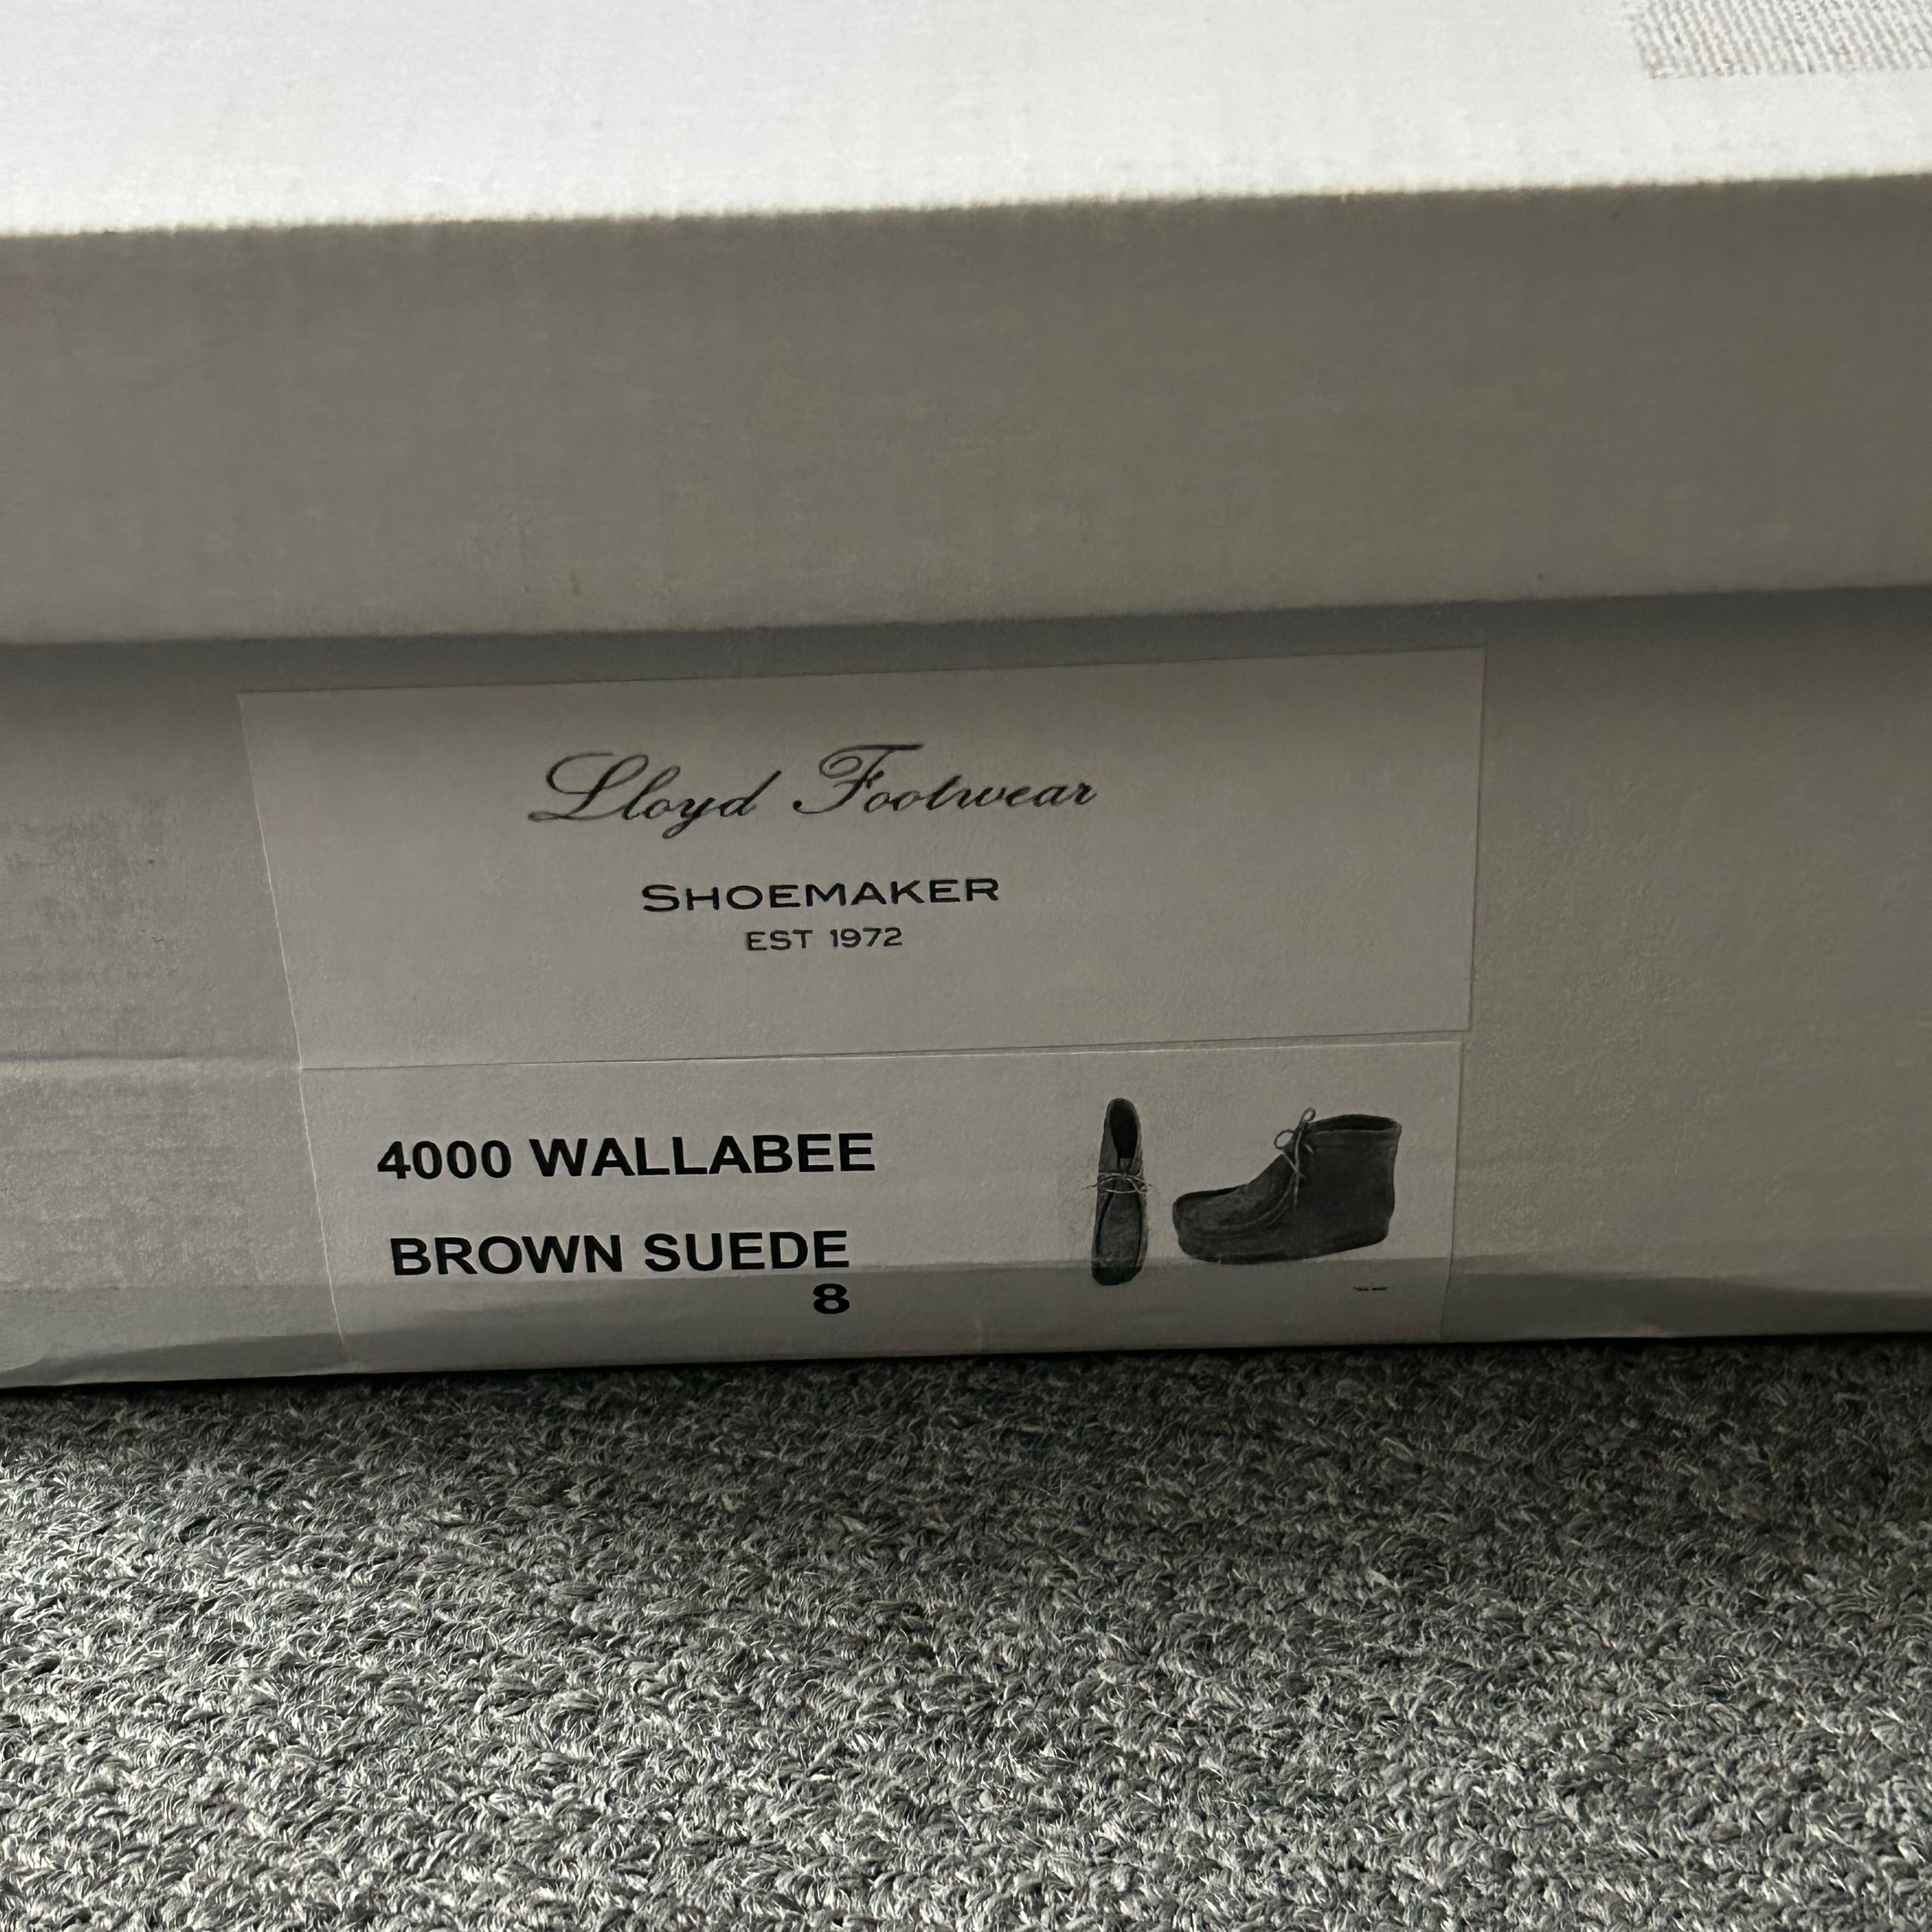 Lloyd Footwear
SHOEMAKER
EST 1972
4000 WALLABEE
BROWN SUEDE
8